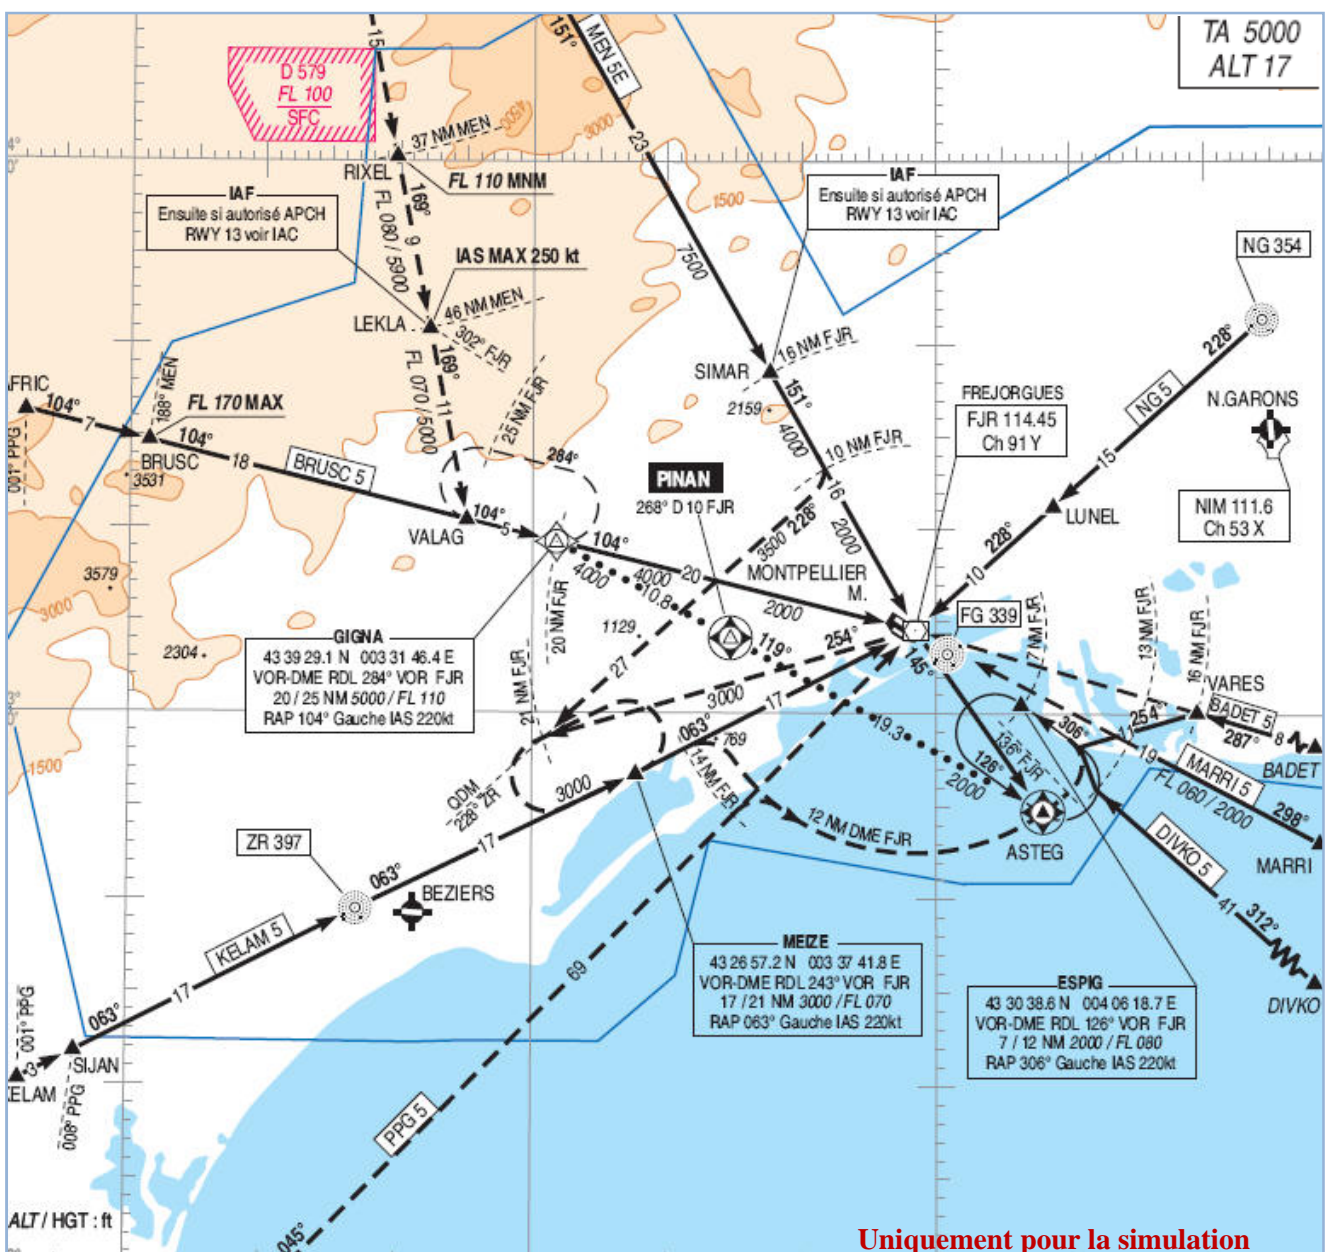 TA 5000
ALT 17
151°
MEN 5E
15
D 579
FL 100
SFC
4500
3000
23
37 NM MEN
RIXEL
FL 110 MNM
1500
IAF
Ensuite si autorisé APCH
RWY 13 voir IAC
IAF
Ensuite si autorisé APCH
RWY 13 voir IAC
169°
9
FL 080 / 5900
IAS MAX 250 kt
7500
NG 354
46 NM MEN
LEKLA
302° FJR
16 NM FJR
228°
SIMAR
151°
2159
4000
169°
11
FL 070 / 5000
25 NM FJR
188° MEN
AFRIC
104°
7
FL 170 MAX
104°
BRUSC
18
BRUSC 5
3531
001° PPG
FREJORGUES
FJR 114.45
Ch 91 Y
NG 5
N.GARONS
15
284°
10 NM FJR
PINAN
268° D 10 FJR
16
228°
3500
2000
NIM 111.6
Ch 53 X
LUNEL
228°
10
VALAG
104°
5
104°
4000
4000
20
10.8
2000
MONTPELLIER
M.
3579
3000
2304
1129
20 NM FJR
FG 339
7 NM FJR
13 NM FJR
16 NM FJR
GIGNA
43 39 29.1 N 003 31 46.4 E
VOR-DME RDL 284° VOR FJR
20 / 25 NM 5000 / FL 110
RAP 104° Gauche IAS 220kt
27
119°
254°
145°
21 NM FJR
3000
17
VARES
BADET 5
254°
11
287°
8
BADET
1500
063°
769
14 NM FJR
19.3
126°
2000
136° FJR
306°
19
MARRI 5
FL 060 / 2000
298°
MARRI
QDM
228° ZR
3000
17
12 NM DME FJR
ASTEG
DIVKO 5
ZR 397
063°
BEZIERS
41
312°
DIVKO
KELAM 5
17
063°
69
MEIZE
43 26 57.2 N 003 37 41.8 E
VOR-DME RDL 243° VOR FJR
17 / 21 NM 3000 / FL 070
RAP 063° Gauche IAS 220kt
ESPIG
43 30 38.6 N 004 06 18.7 E
VOR-DME RDL 126° VOR FJR
7 / 12 NM 2000 / FL 080
RAP 306° Gauche IAS 220kt
001° PPG
3
SIJAN
KELAM
008° PPG
PPG 5
045°
ALT / HGT : ft
Uniquement pour la simulation